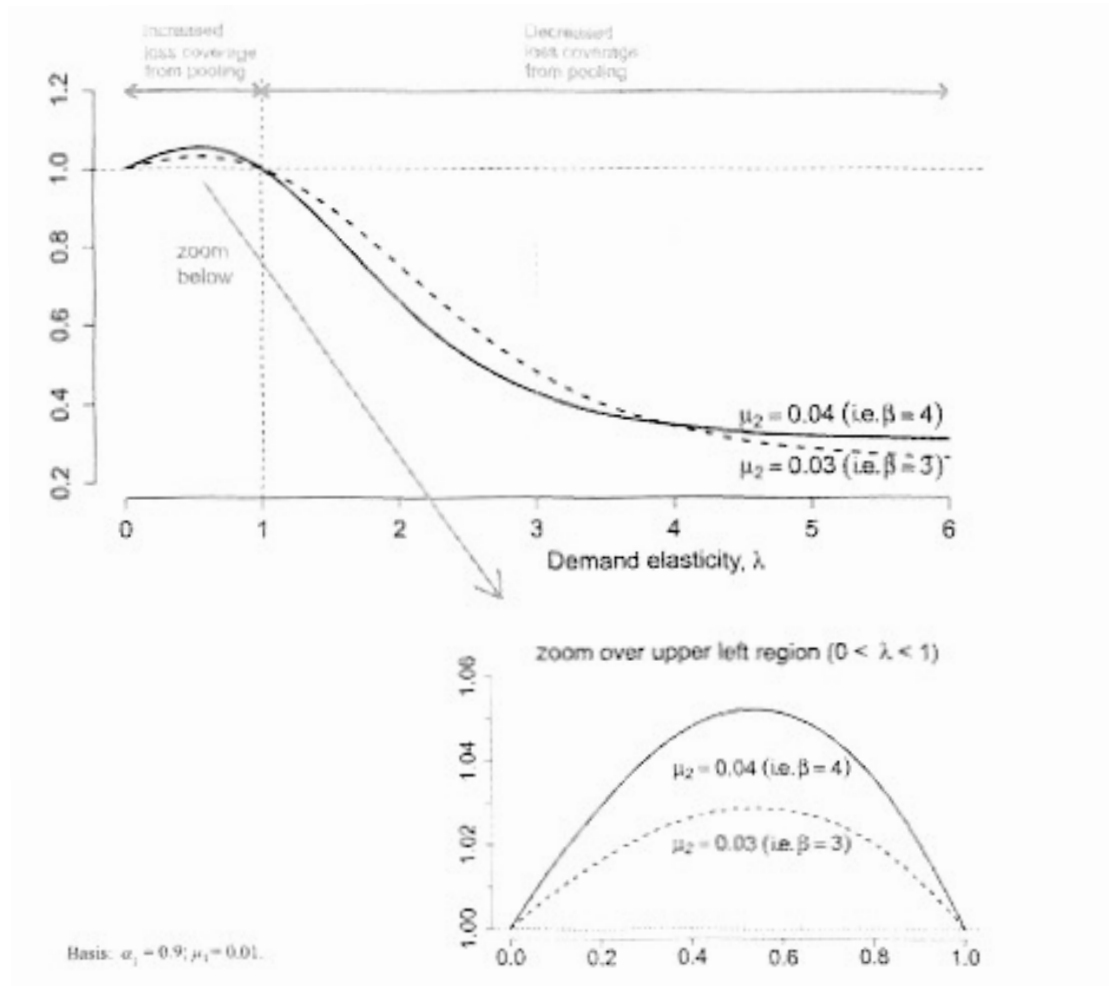 Increased
loss coverage
from pooling
Decreased
loss coverage
from pooling
1.2
1.0
0.8
0.6
0.4
0.2
zoom
below
μ₂ = 0.04 (i.e. β = 4)
μ₂ = 0.03 (i.e. β = 3)
0 1 2 3 4 5 6
Demand elasticity, λ
zoom over upper left region (0 < λ < 1)
1.06
1.04
1.02
1.00
μ₂ = 0.04 (i.e. β = 4)
μ₂ = 0.03 (i.e. β = 3)
0.0 0.2 0.4 0.6 0.8 1.0
Basis: α₁ = 0.9; μ₁ = 0.01.